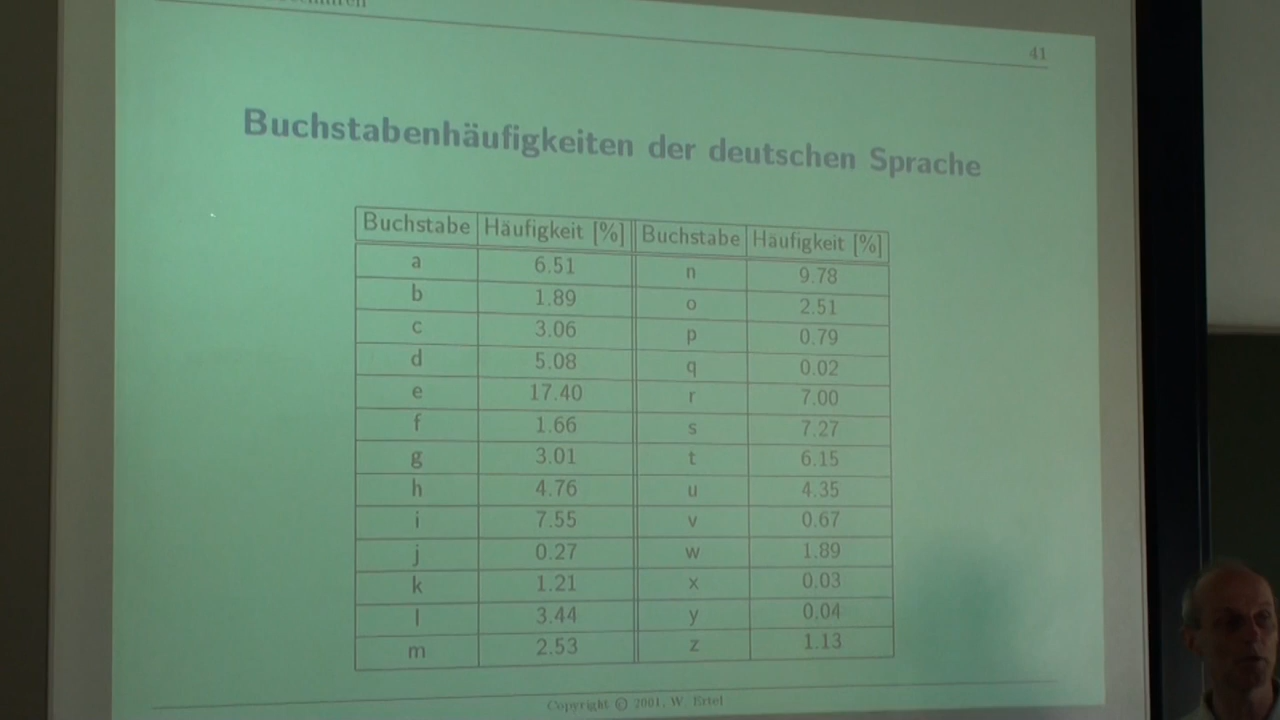 41
Buchstabenhäufigkeiten der deutschen Sprache
Buchstabe Häufigkeit [%] Buchstabe Häufigkeit [%]
a 6.51 n 9.78
b 1.89 o 2.51
c 3.06 p 0.79
d 5.08 q 0.02
e 17.40 r 7.00
f 1.66 s 7.27
g 3.01 t 6.15
h 4.76 u 4.35
i 7.55 v 0.67
j 0.27 w 1.89
k 1.21 x 0.03
l 3.44 y 0.04
m 2.53 z 1.13
Copyright © 2001, W. Ertel